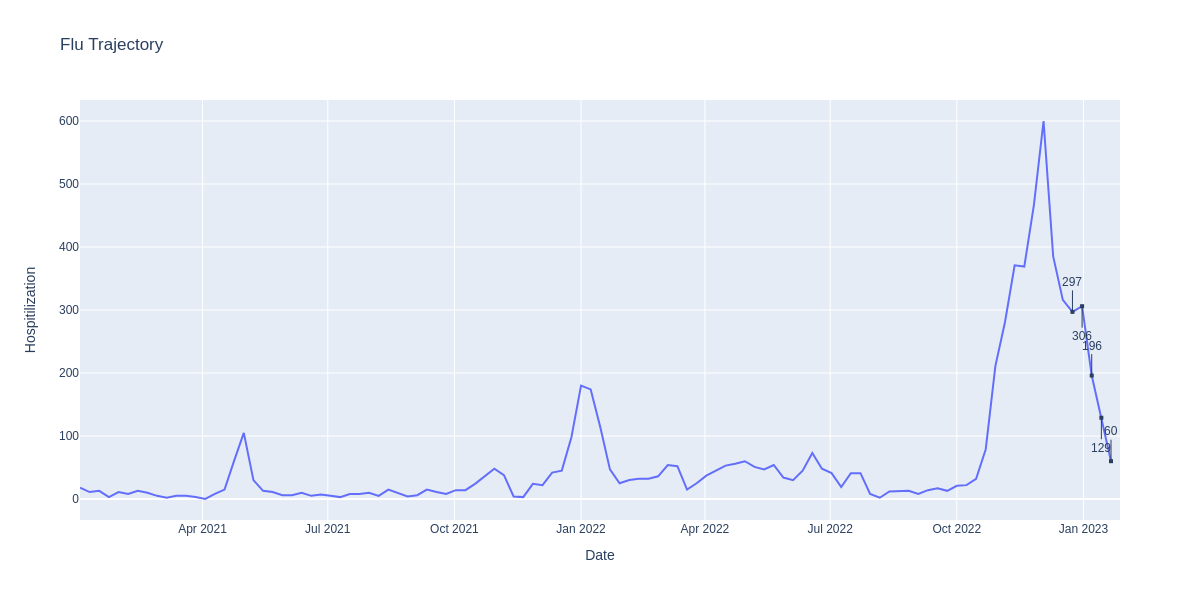 Flu Trajectory
Hospitilization
600
500
400
300
200
100
0
297
306
196
129
60
Apr 2021
Jul 2021
Oct 2021
Jan 2022
Apr 2022
Jul 2022
Oct 2022
Jan 2023
Date